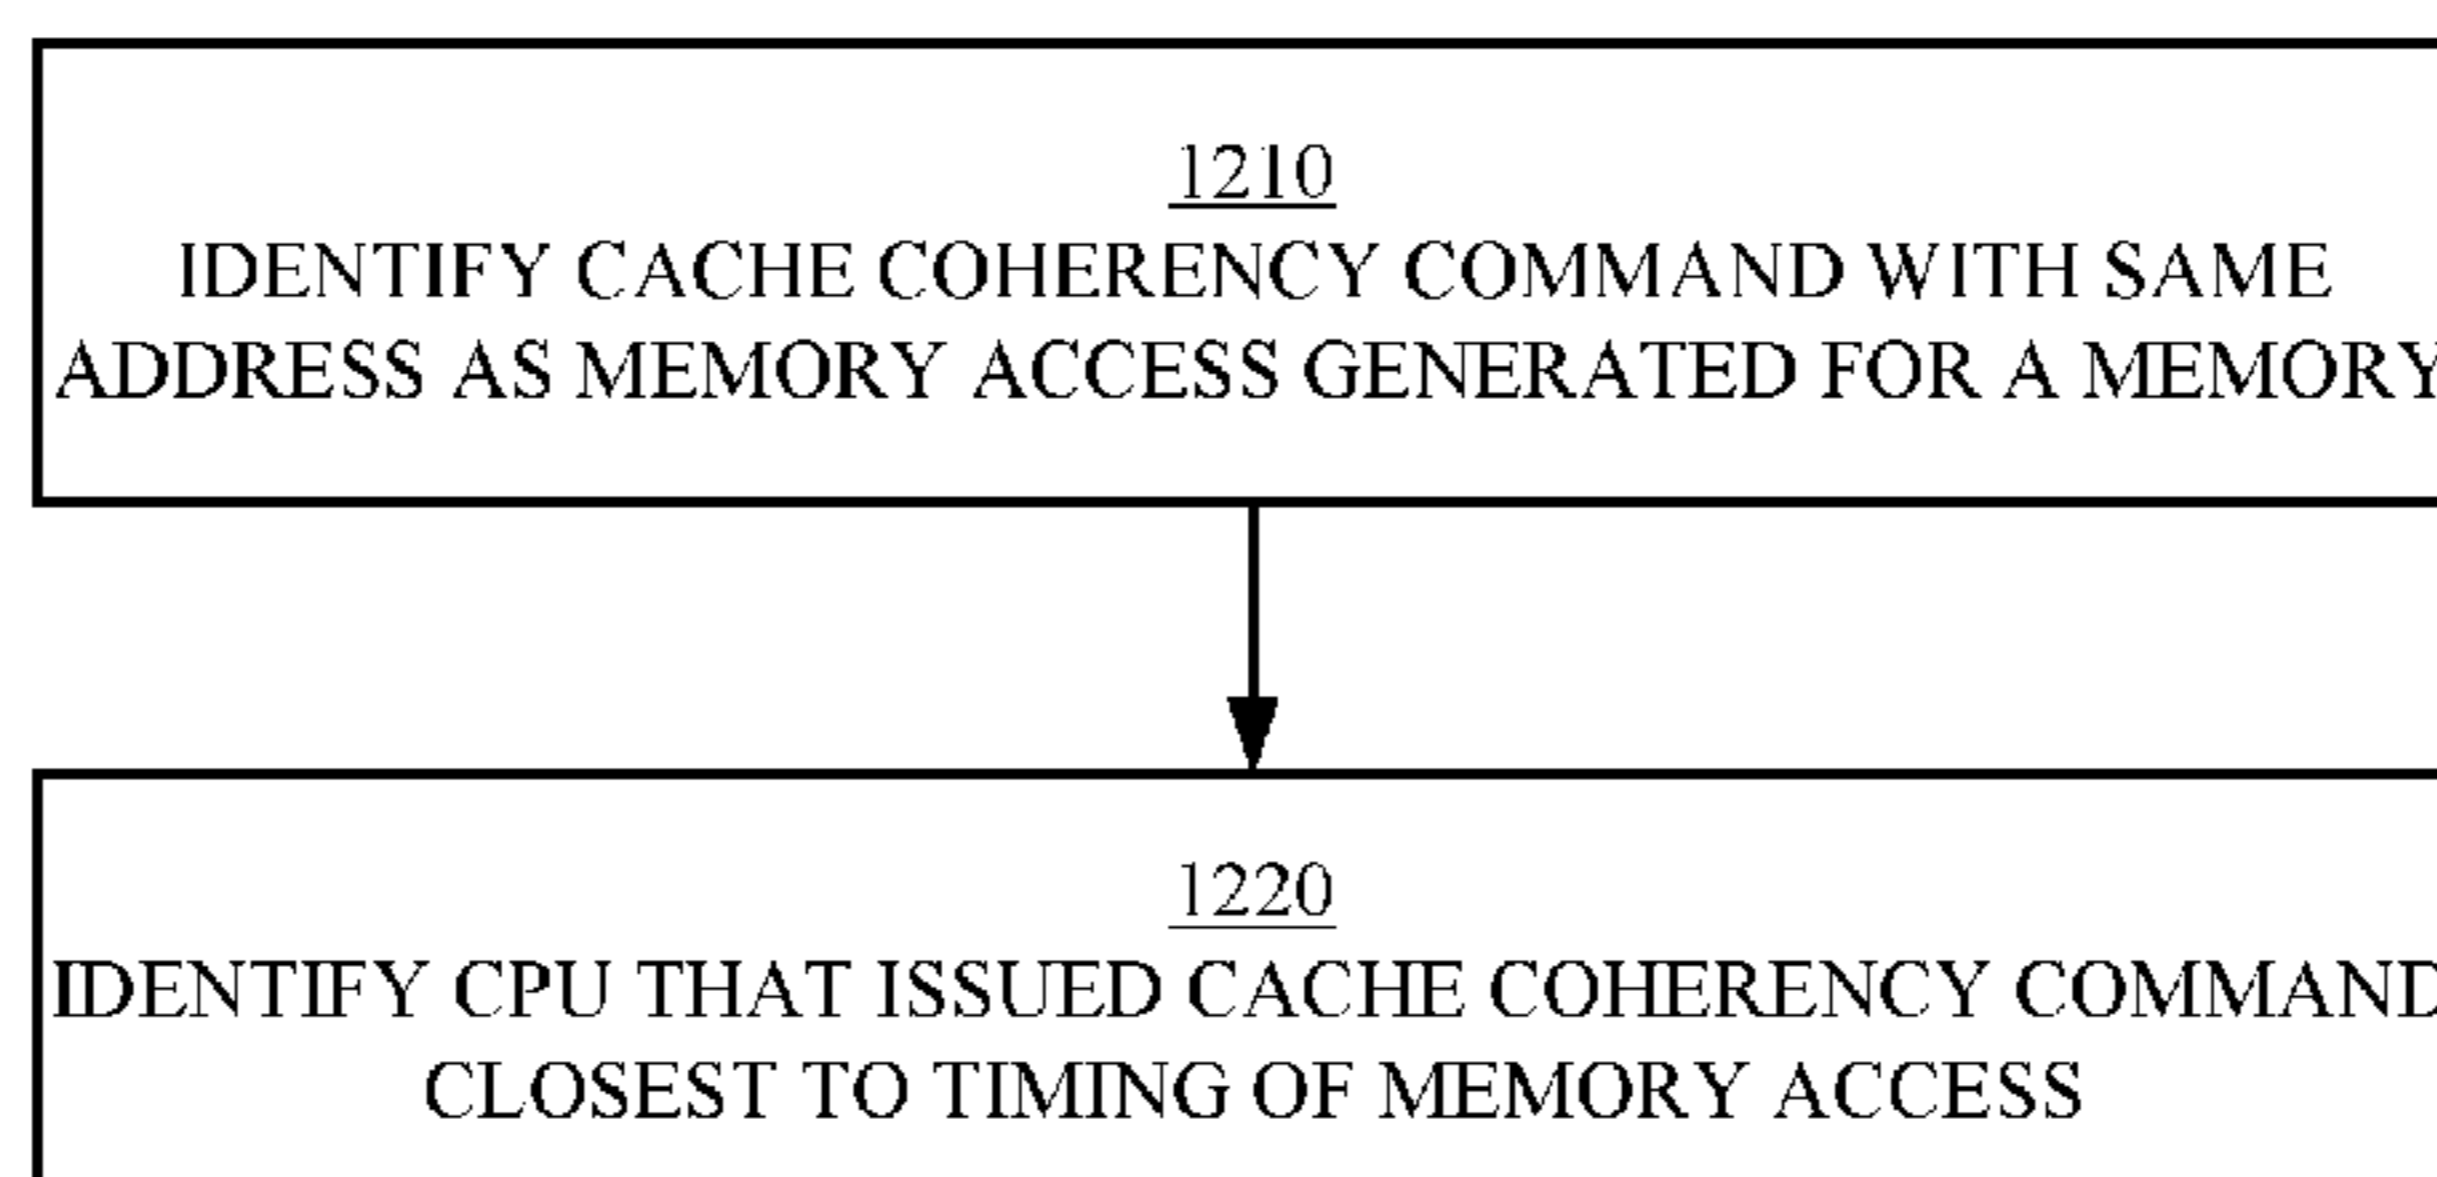 1210
IDENTIFY CACHE COHERENCY COMMAND WITH SAME
ADDRESS AS MEMORY ACCESS GENERATED FOR A MEMORY
1220
IDENTIFY CPU THAT ISSUED CACHE COHERENCY COMMAND
CLOSEST TO TIMING OF MEMORY ACCESS